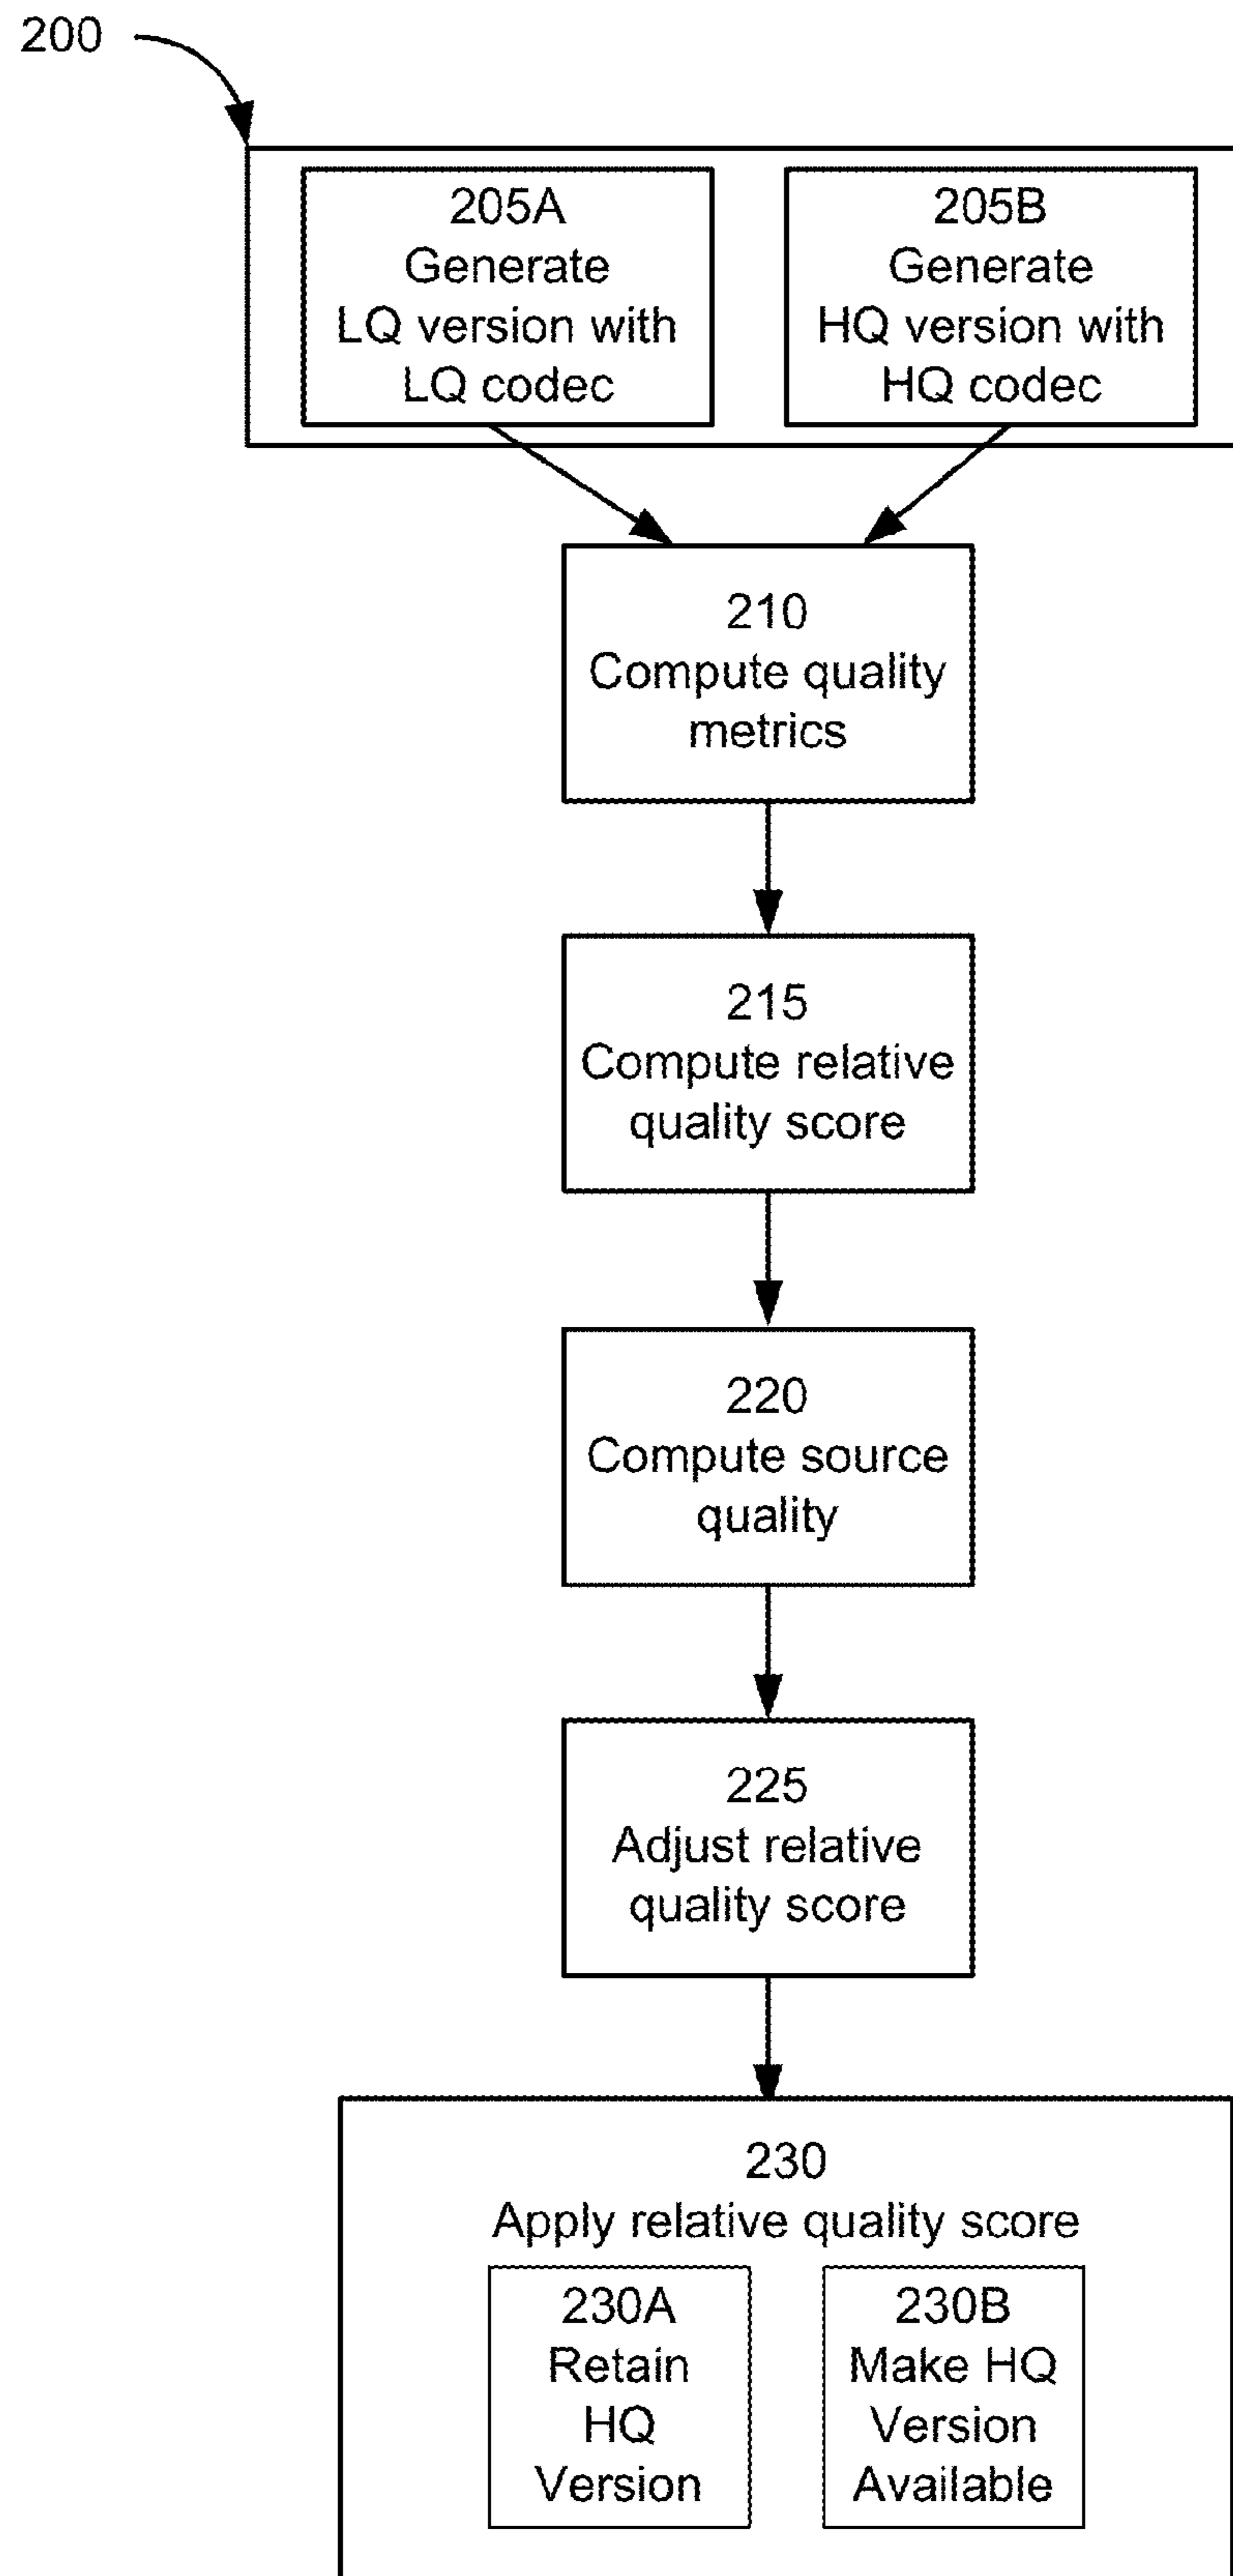 200
205A
Generate
LQ version with
LQ codec
205B
Generate
HQ version with
HQ codec
210
Compute quality
metrics
215
Compute relative
quality score
220
Compute source
quality
225
Adjust relative
quality score
230
Apply relative quality score
230A
Retain
HQ
Version
230B
Make HQ
Version
Available